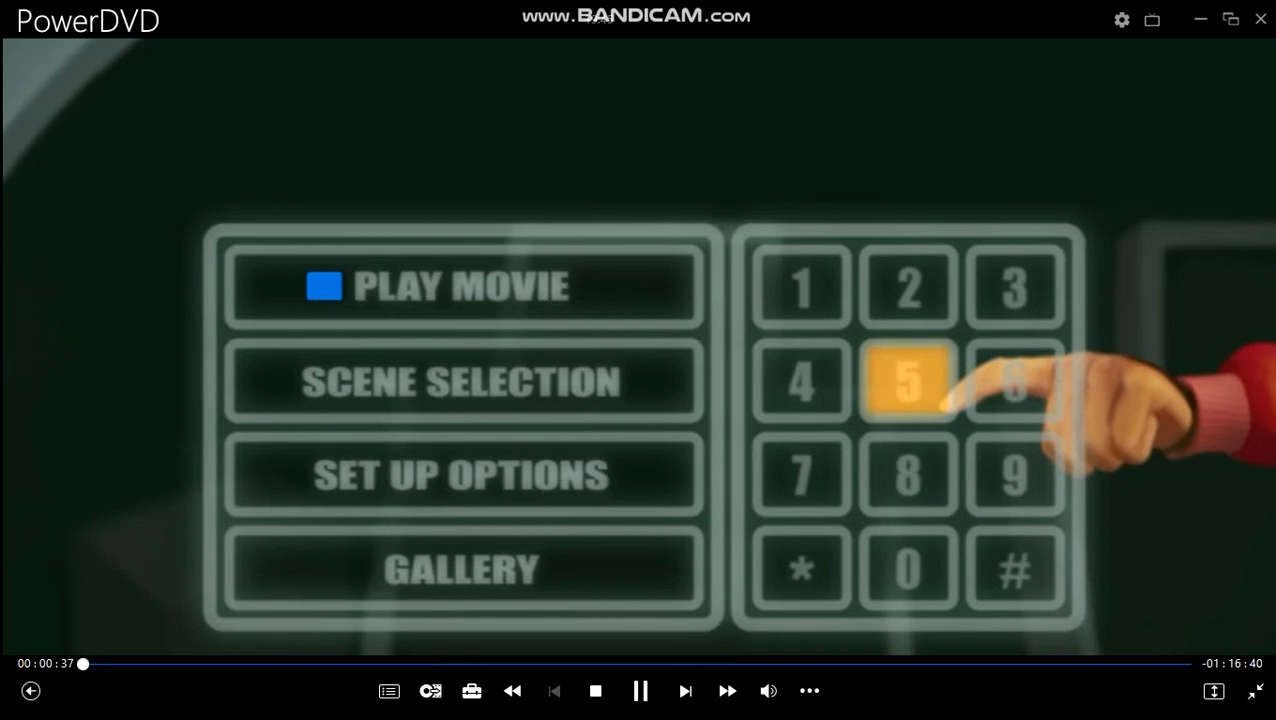 PowerDVD
www.BANDICAM.com
PLAY MOVIE
SCENE SELECTION
SET UP OPTIONS
GALLERY
1 2 3
4 5 6
7 8 9
* 0 #
00:00:37
-01:16:40